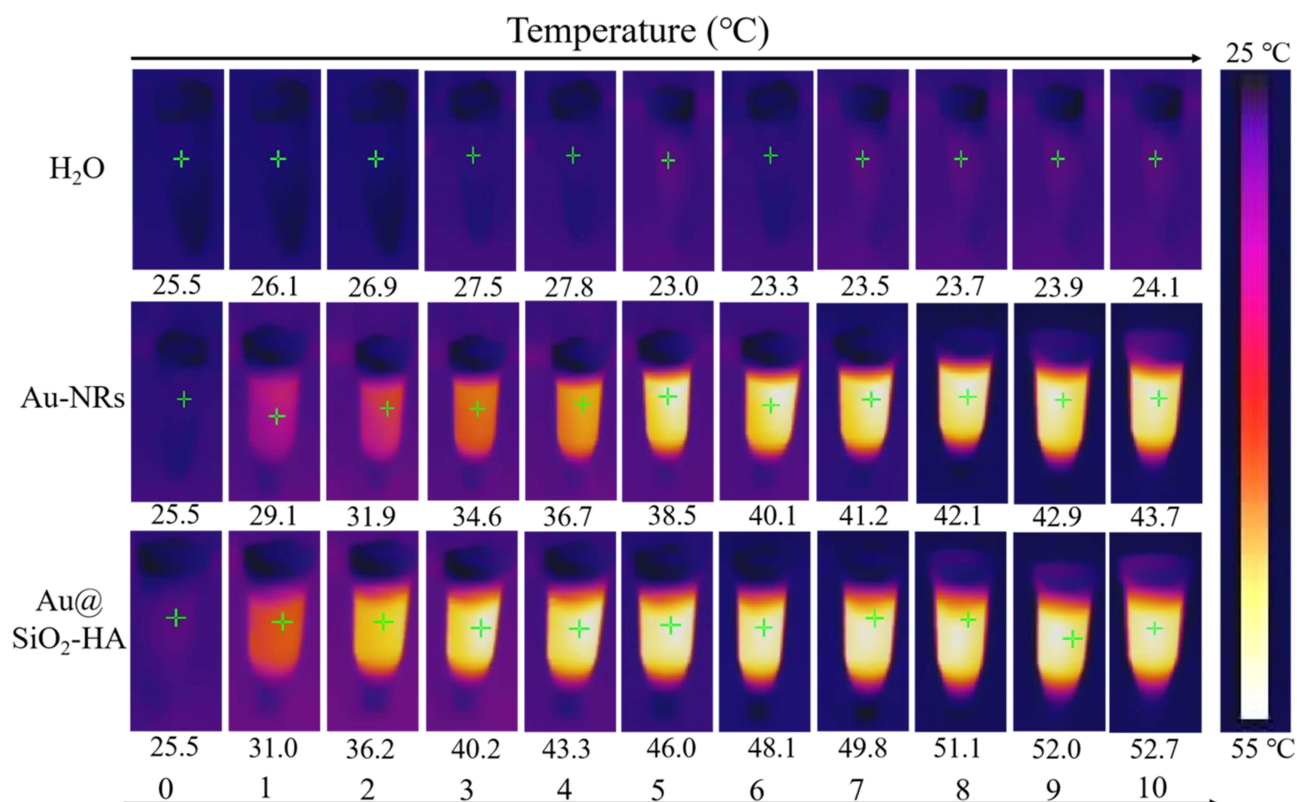 Temperature (℃)
25 ℃
H₂O
25.5 26.1 26.9 27.5 27.8 23.0 23.3 23.5 23.7 23.9 24.1
Au-NRs
25.5 29.1 31.9 34.6 36.7 38.5 40.1 41.2 42.1 42.9 43.7
Au@
SiO₂-HA
25.5 31.0 36.2 40.2 43.3 46.0 48.1 49.8 51.1 52.0 52.7
55 ℃
0 1 2 3 4 5 6 7 8 9 10